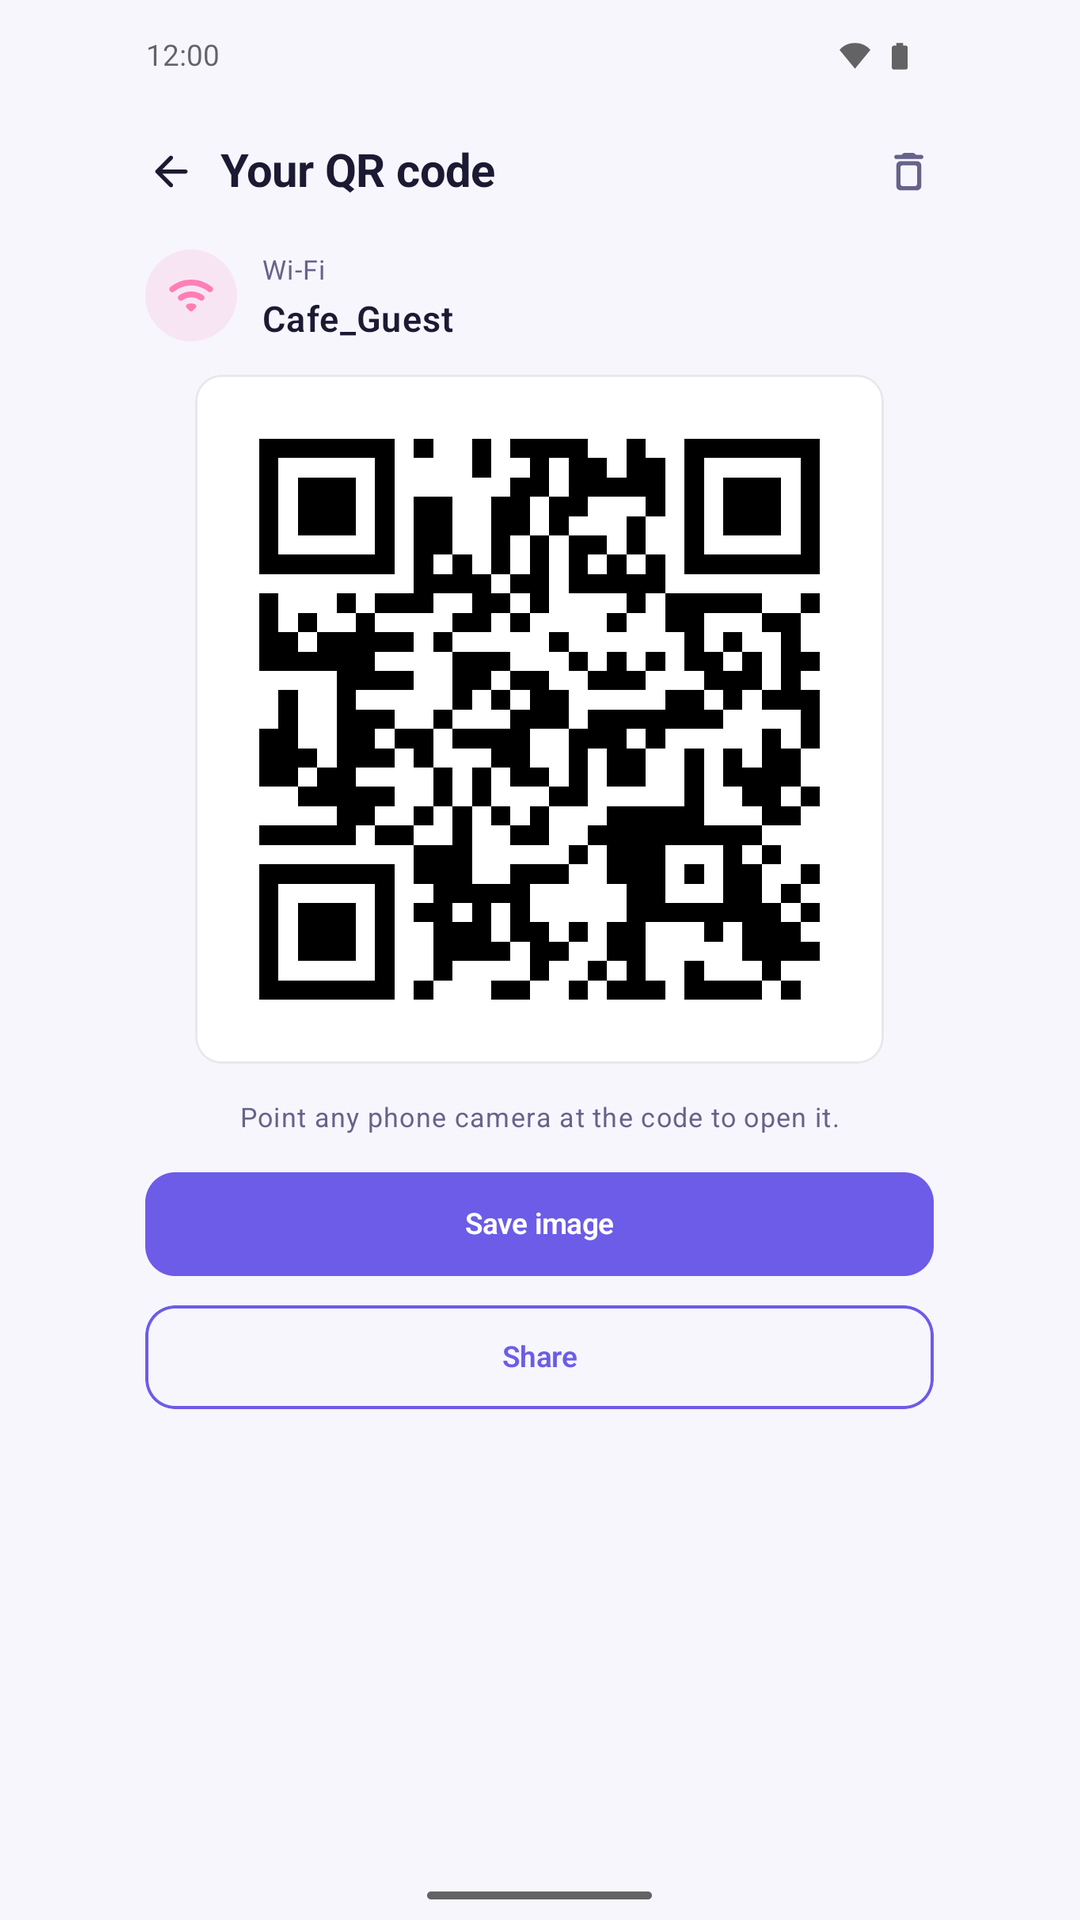 12:00
Your QR code
Wi-Fi
Cafe_Guest
Point any phone camera at the code to open it.
Save image
Share